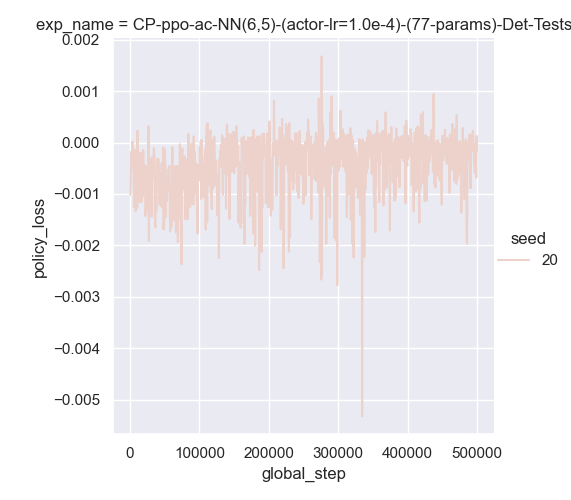 exp_name = CP-ppo-ac-NN(6,5)-(actor-lr=1.0e-4)-(77-params)-Det-Tests
0.002
0.001
0.000
−0.001
−0.002
−0.003
−0.004
−0.005
policy_loss
0 100000 200000 300000 400000 500000
global_step
seed
20